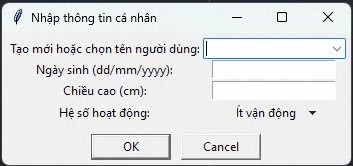 Nhập thông tin cá nhân
Tạo mới hoặc chọn tên người dùng:
Ngày sinh (dd/mm/yyyy):
Chiều cao (cm):
Hệ số hoạt động: Ít vận động
OK Cancel